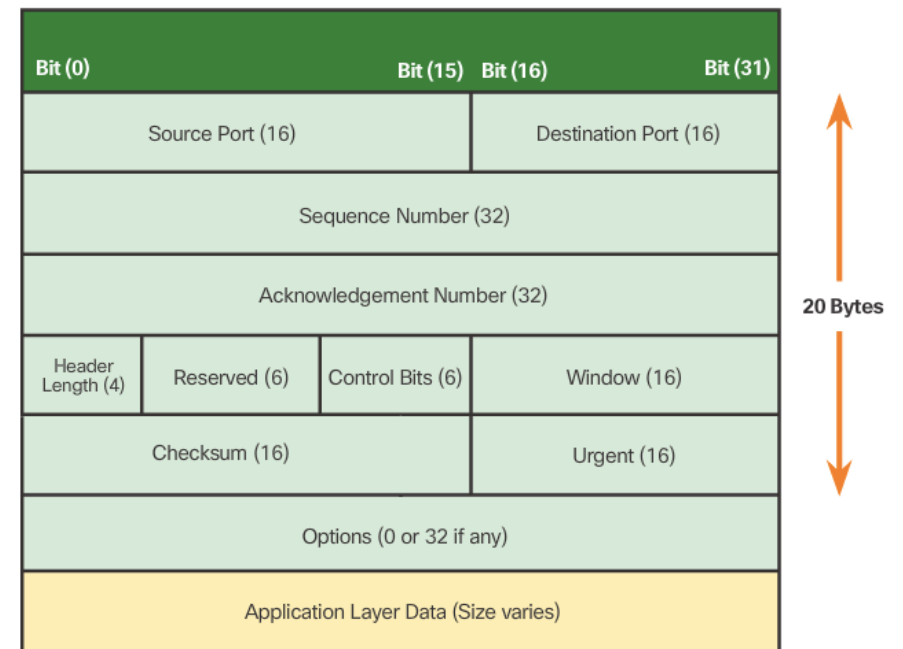 Bit (0) Bit (15) Bit (16) Bit (31)
Source Port (16) Destination Port (16)
Sequence Number (32)
Acknowledgement Number (32)
20 Bytes
Header
Length (4) Reserved (6) Control Bits (6) Window (16)
Checksum (16) Urgent (16)
Options (0 or 32 if any)
Application Layer Data (Size varies)